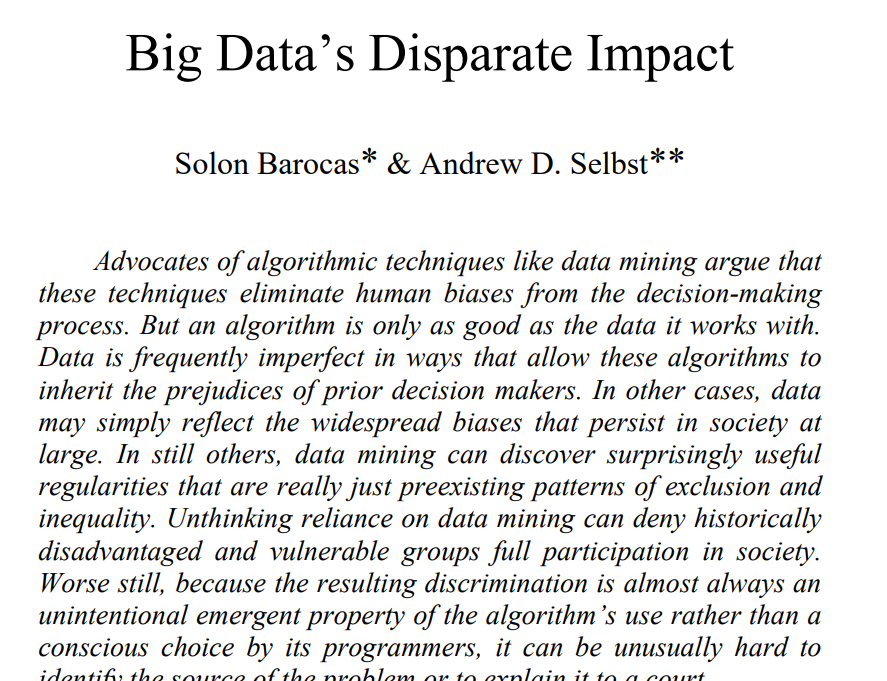 Big Data’s Disparate Impact
Solon Barocas* & Andrew D. Selbst**
Advocates of algorithmic techniques like data mining argue that
these techniques eliminate human biases from the decision-making
process. But an algorithm is only as good as the data it works with.
Data is frequently imperfect in ways that allow these algorithms to
inherit the prejudices of prior decision makers. In other cases, data
may simply reflect the widespread biases that persist in society at
large. In still others, data mining can discover surprisingly useful
regularities that are really just preexisting patterns of exclusion and
inequality. Unthinking reliance on data mining can deny historically
disadvantaged and vulnerable groups full participation in society.
Worse still, because the resulting discrimination is almost always an
unintentional emergent property of the algorithm’s use rather than a
conscious choice by its programmers, it can be unusually hard to
identify the source of the problem or to explain it to a court.